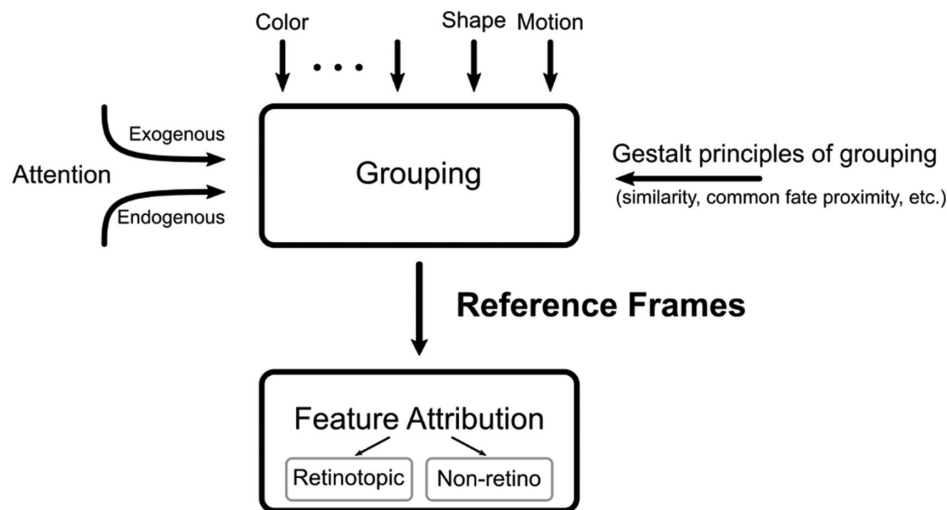 Color
• • •
Shape
Motion
Exogenous
Attention
Endogenous
Grouping
Gestalt principles of grouping
(similarity, common fate proximity, etc.)
Reference Frames
Feature Attribution
Retinotopic
Non-retino